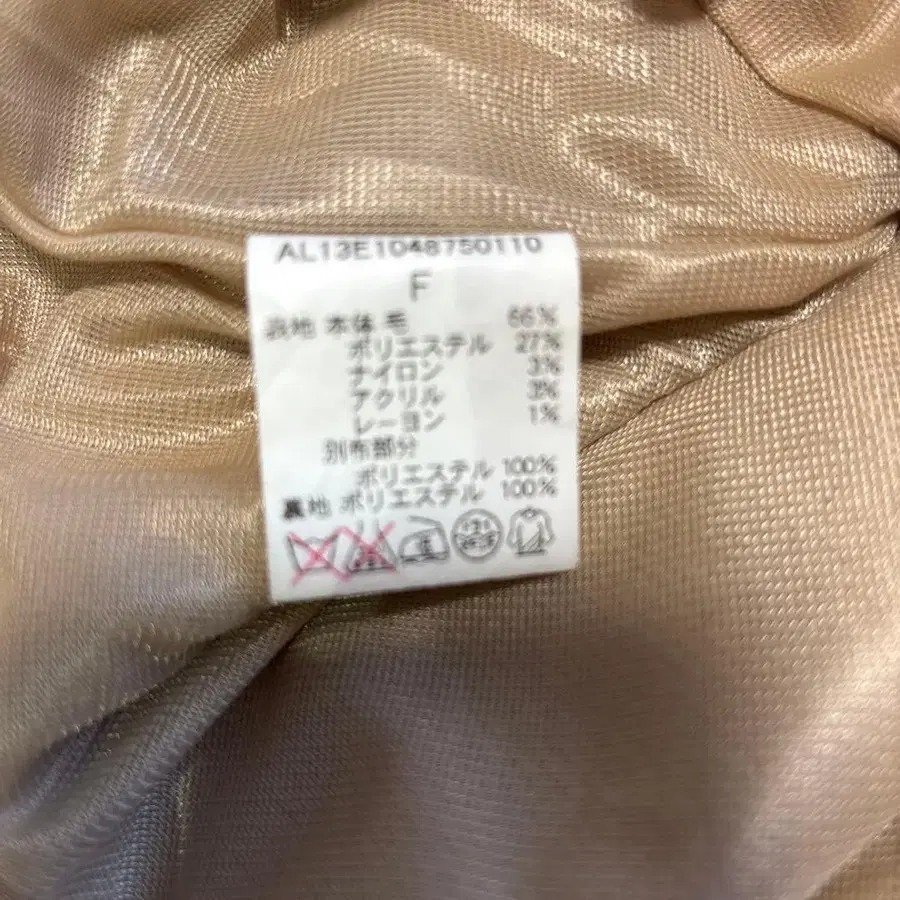 AL13E1048750110
F
表地 本体 毛 66%
ポリエステル 27%
ナイロン 3%
アクリル 3%
レーヨン 1%
別布部分
ポリエステル 100%
裏地 ポリエステル 100%